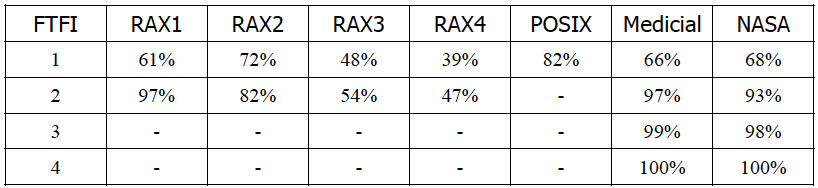 FTFI RAX1 RAX2 RAX3 RAX4 POSIX Medicial NASA
1 61% 72% 48% 39% 82% 66% 68%
2 97% 82% 54% 47% - 97% 93%
3 - - - - - 99% 98%
4 - - - - - 100% 100%